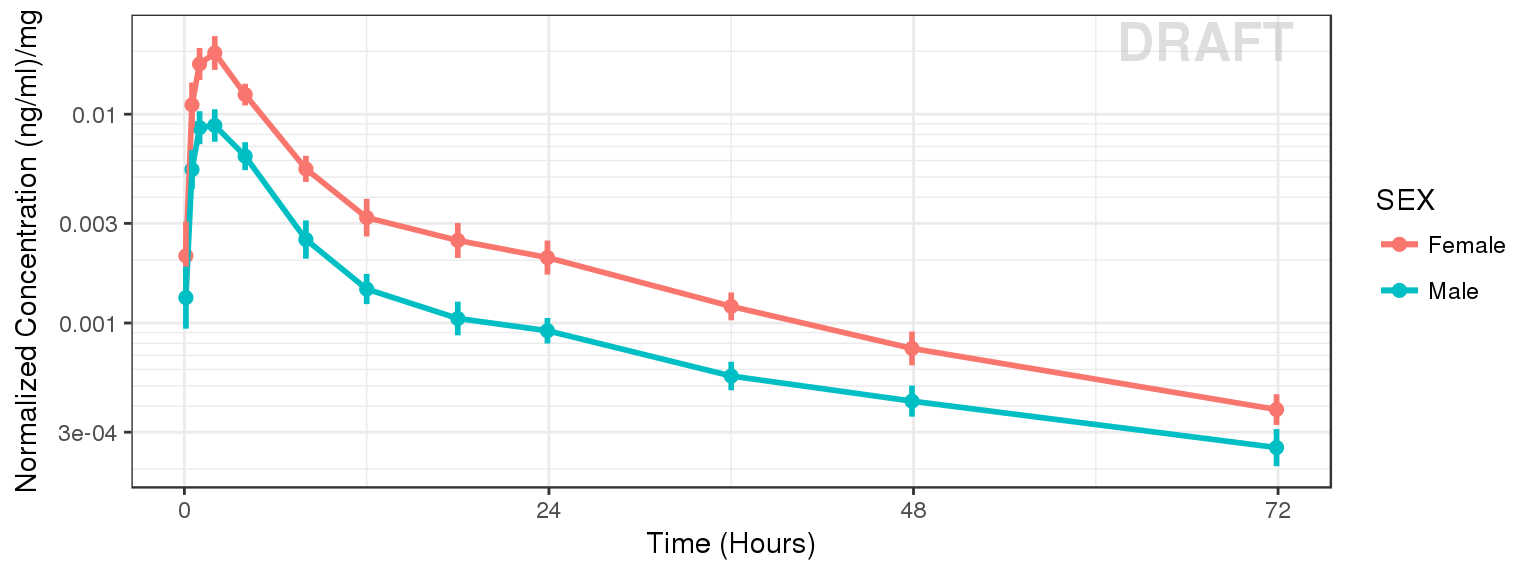 DRAFT
Normalized Concentration (ng/ml)/mg
0.01
0.003
0.001
3e-04
0 24 48 72
Time (Hours)
SEX
Female
Male